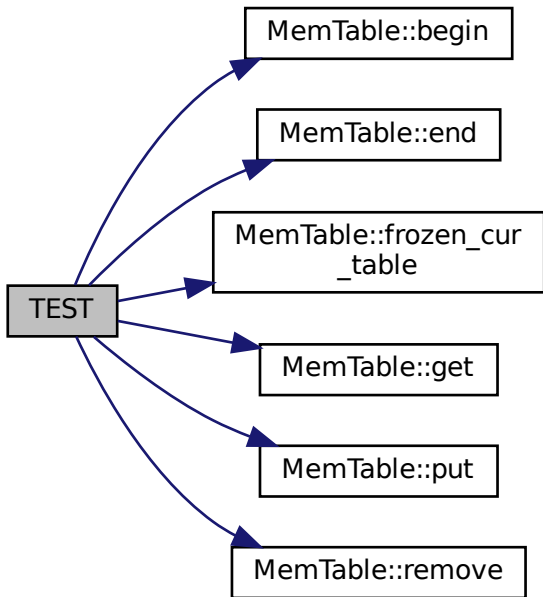 MemTable::begin
MemTable::end
MemTable::frozen_cur
_table
TEST
MemTable::get
MemTable::put
MemTable::remove